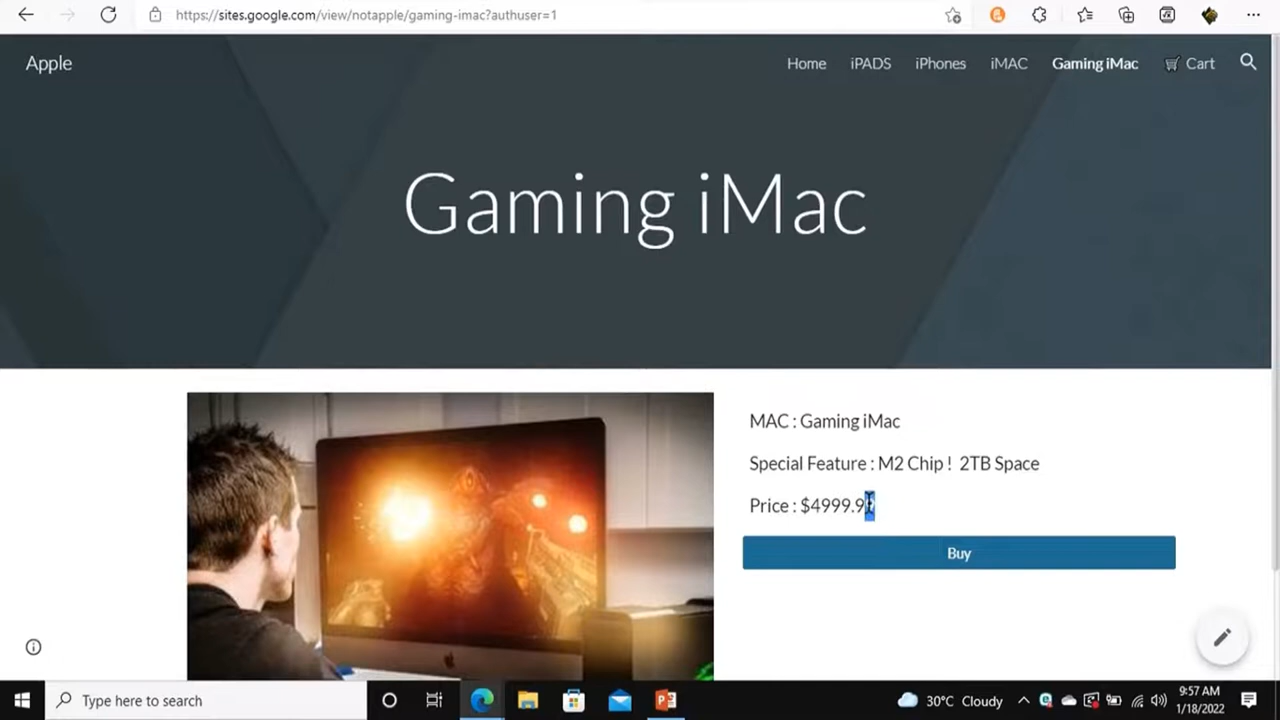 https://sites.google.com/view/notapple/gaming-imac?authuser=1
Apple
Home
iPADS
iPhones
iMAC
Gaming iMac
Cart
Gaming iMac
MAC : Gaming iMac
Special Feature : M2 Chip ! 2TB Space
Price : $4999.9
Buy
Type here to search
30°C Cloudy
9:57 AM
1/18/2022